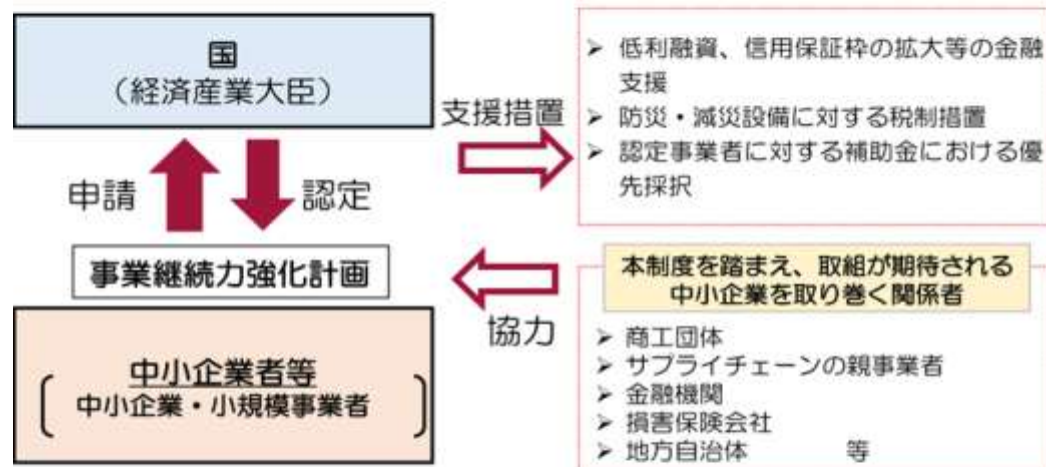 国
（経済産業大臣）
支援措置
➢ 低利融資、信用保証枠の拡大等の金融
支援
➢ 防災・減災設備に対する税制措置
➢ 認定事業者に対する補助金における優
先採択
申請
認定
事業継続力強化計画
協力
本制度を踏まえ、取組が期待される
中小企業を取り巻く関係者
➢ 商工団体
➢ サプライチェーンの親事業者
➢ 金融機関
➢ 損害保険会社
➢ 地方自治体 等
中小企業者等
中小企業・小規模事業者